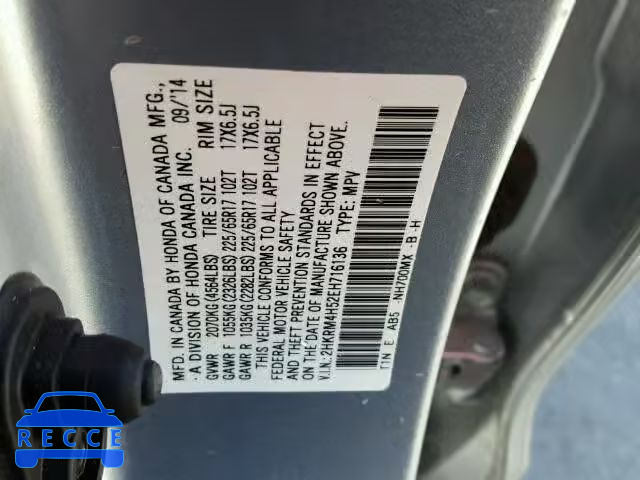 MFD. IN CANADA BY HONDA OF CANADA MFG.,
A DIVISION OF HONDA CANADA INC. 09/14
GVWR 2070KG(4564LBS) TIRE SIZE RIM SIZE
GAWR F 1055KG(2326LBS) 225/65R17 102T 17X6.5J
GAWR R 1035KG(2282LBS) 225/65R17 102T 17X6.5J
THIS VEHICLE CONFORMS TO ALL APPLICABLE
FEDERAL MOTOR VEHICLE SAFETY
AND THEFT PREVENTION STANDARDS IN EFFECT
ON THE DATE OF MANUFACTURE SHOWN ABOVE.
V.I.N.: 2HKRM4H52EH716136 TYPE: MPV
T1N E AB5 NH700MX -B -H
RECCE